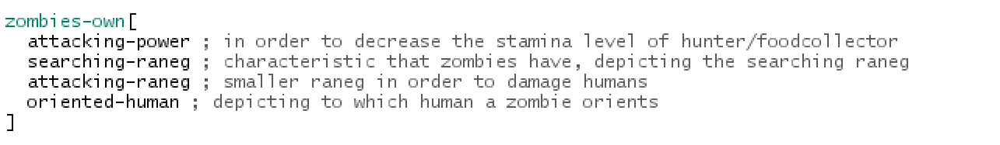 zombies-own[
attacking-power ; in order to decrease the stamina level of hunter/foodcollector
searching-raneg ; characteristic that zombies have, depicting the searching raneg
attacking-raneg ; smaller raneg in order to damage humans
oriented-human ; depicting to which human a zombie orients
]